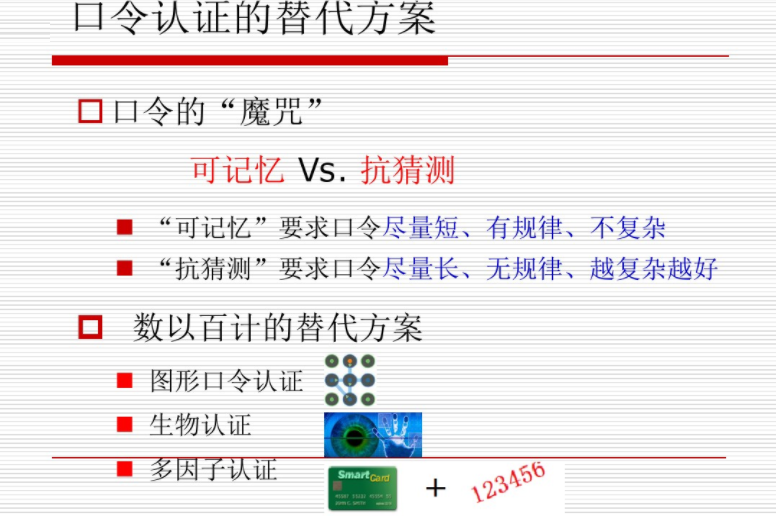 口令认证的替代方案
口令的“魔咒”
可记忆 Vs. 抗猜测
“可记忆”要求口令尽量短、有规律、不复杂
“抗猜测”要求口令尽量长、无规律、越复杂越好
数以百计的替代方案
图形口令认证
生物认证
多因子认证
SmartCard
+ 123456